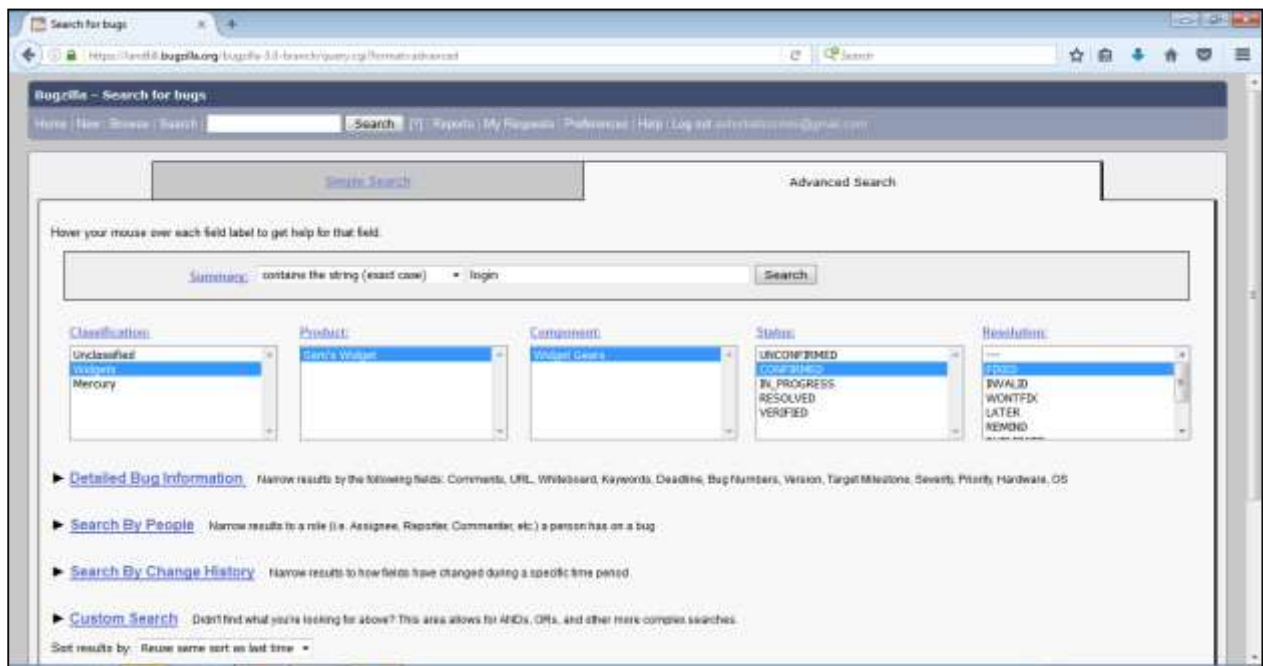 Search for bugs × +
https://landfill.bugzilla.org/bugzilla-5.0-branch/query.cgi?format=advanced Search
Bugzilla – Search for bugs
Home | New | Browse | Search | Search [?] | Reports | My Requests | Preferences | Help | Log out
Simple Search Advanced Search
Hover your mouse over each field label to get help for that field.
Summary: contains the string (exact case) login Search
Classification: Product: Component: Status: Resolution:
Unclassified Sam's Widget Widget Gears UNCONFIRMED ---
Widgets CONFIRMED FIXED
Mercury IN_PROGRESS INVALID
RESOLVED WONTFIX
VERIFIED LATER
REMIND
► Detailed Bug Information Narrow results by the following fields: Comments, URL, Whiteboard, Keywords, Deadline, Bug Numbers, Version, Target Milestone, Severity, Priority, Hardware, OS
► Search By People Narrow results to a role (i.e. Assignee, Reporter, Commenter, etc.) a person has on a bug
► Search By Change History Narrow results to how fields have changed during a specific time period
► Custom Search Didn't find what you're looking for above? This area allows for ANDs, ORs, and other more complex searches.
Sort results by: Reuse same sort as last time